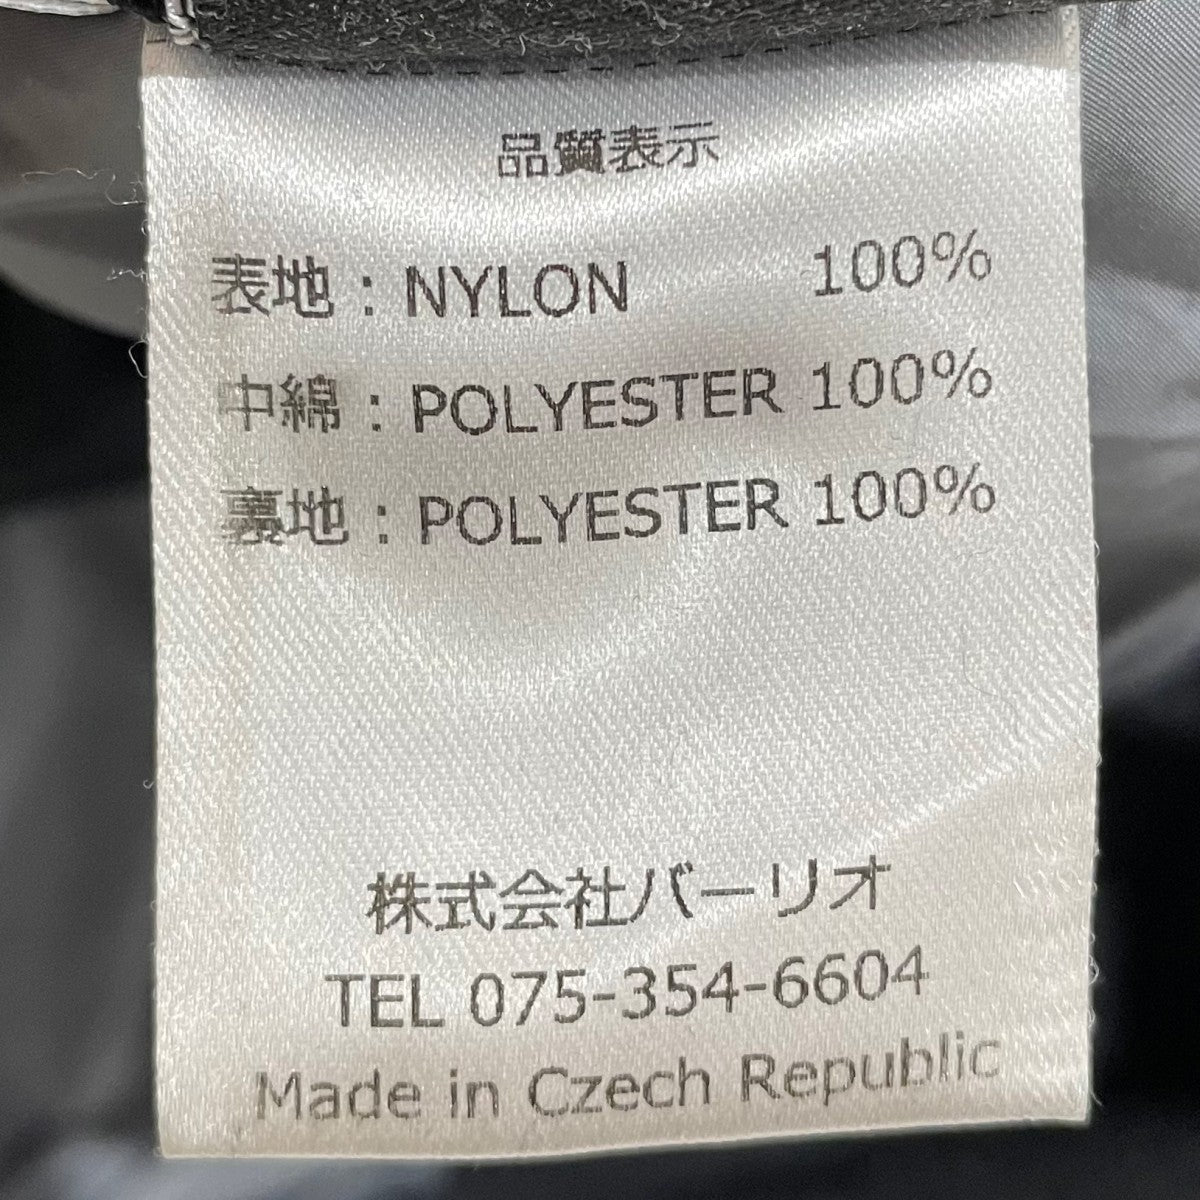 品質表示
表地:NYLON 100%
中綿:POLYESTER 100%
裏地:POLYESTER 100%
株式会社バーリオ
TEL 075-354-6604
Made in Czech Republic